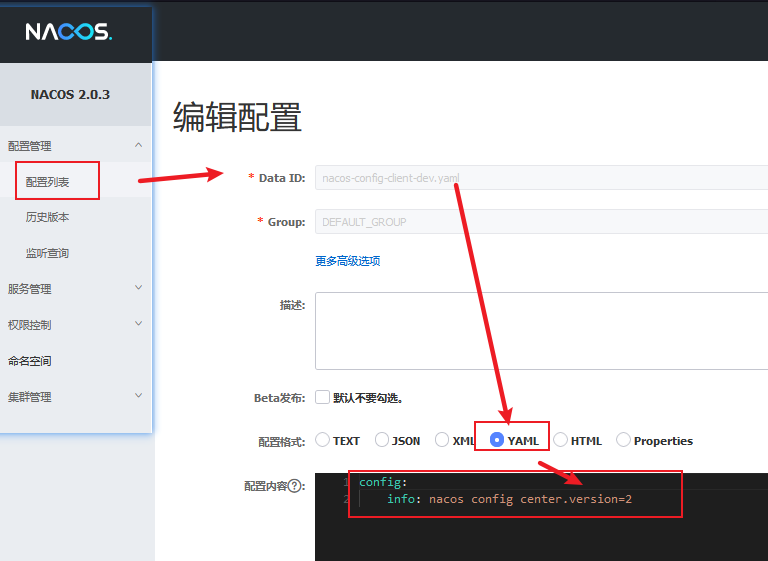 NACOS.
NACOS 2.0.3
配置管理
配置列表
历史版本
监听查询
服务管理
权限控制
命名空间
集群管理
编辑配置
* Data ID: nacos-config-client-dev.yaml
* Group: DEFAULT_GROUP
更多高级选项
描述:
Beta发布: 默认不要勾选。
配置格式: TEXT JSON XML YAML HTML Properties
配置内容?: 1 config:
2 info: nacos config center.version=2